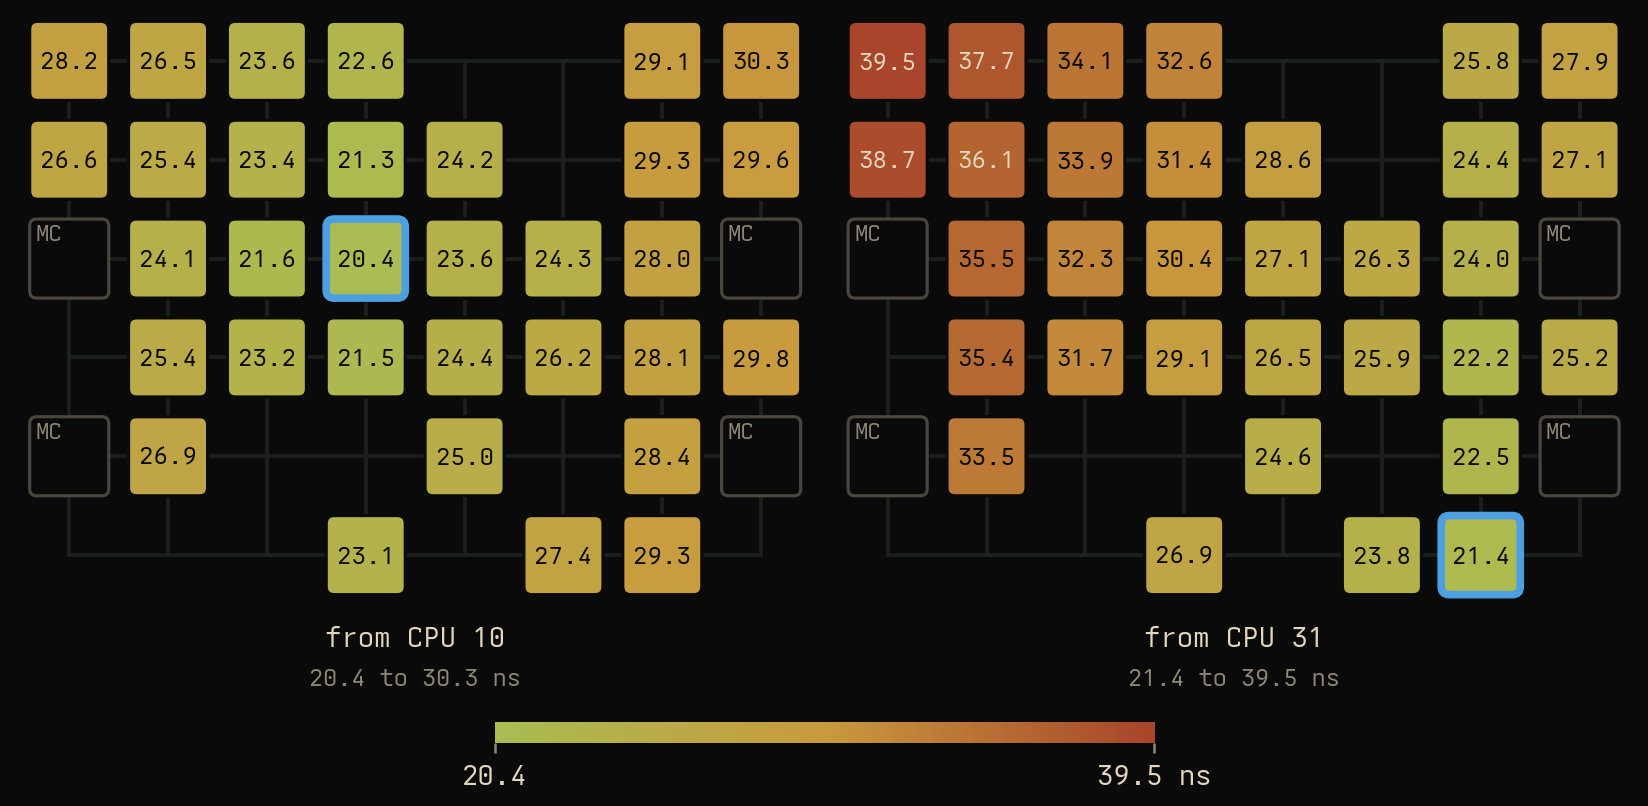 28.2 26.5 23.6 22.6 29.1 30.3 39.5 37.7 34.1 32.6 25.8 27.9
26.6 25.4 23.4 21.3 24.2 29.3 29.6 38.7 36.1 33.9 31.4 28.6 24.4 27.1
MC 24.1 21.6 20.4 23.6 24.3 28.0 MC MC 35.5 32.3 30.4 27.1 26.3 24.0 MC
25.4 23.2 21.5 24.4 26.2 28.1 29.8 35.4 31.7 29.1 26.5 25.9 22.2 25.2
MC 26.9 25.0 28.4 MC MC 33.5 24.6 22.5 MC
23.1 27.4 29.3 26.9 23.8 21.4
from CPU 10 from CPU 31
20.4 to 30.3 ns 21.4 to 39.5 ns
20.4 39.5 ns